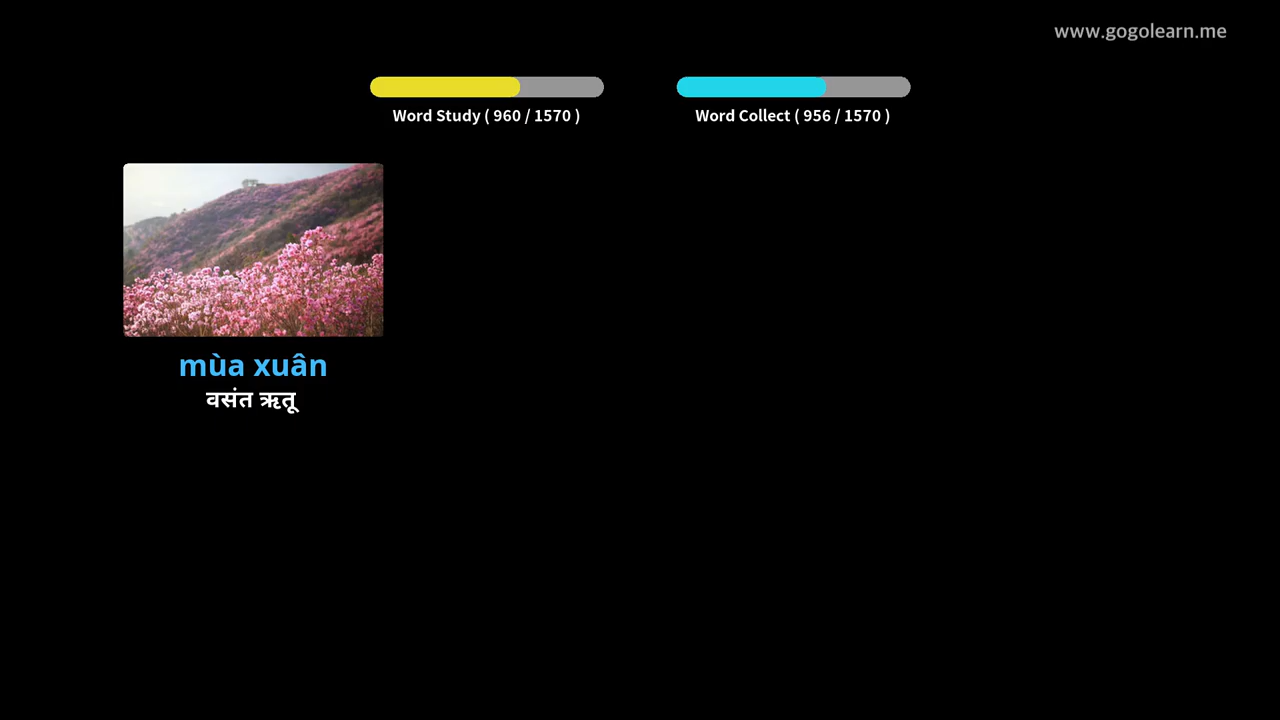 www.gogolearn.me
Word Study ( 960 / 1570 )
Word Collect ( 956 / 1570 )
mùa xuân
वसंत ऋतू